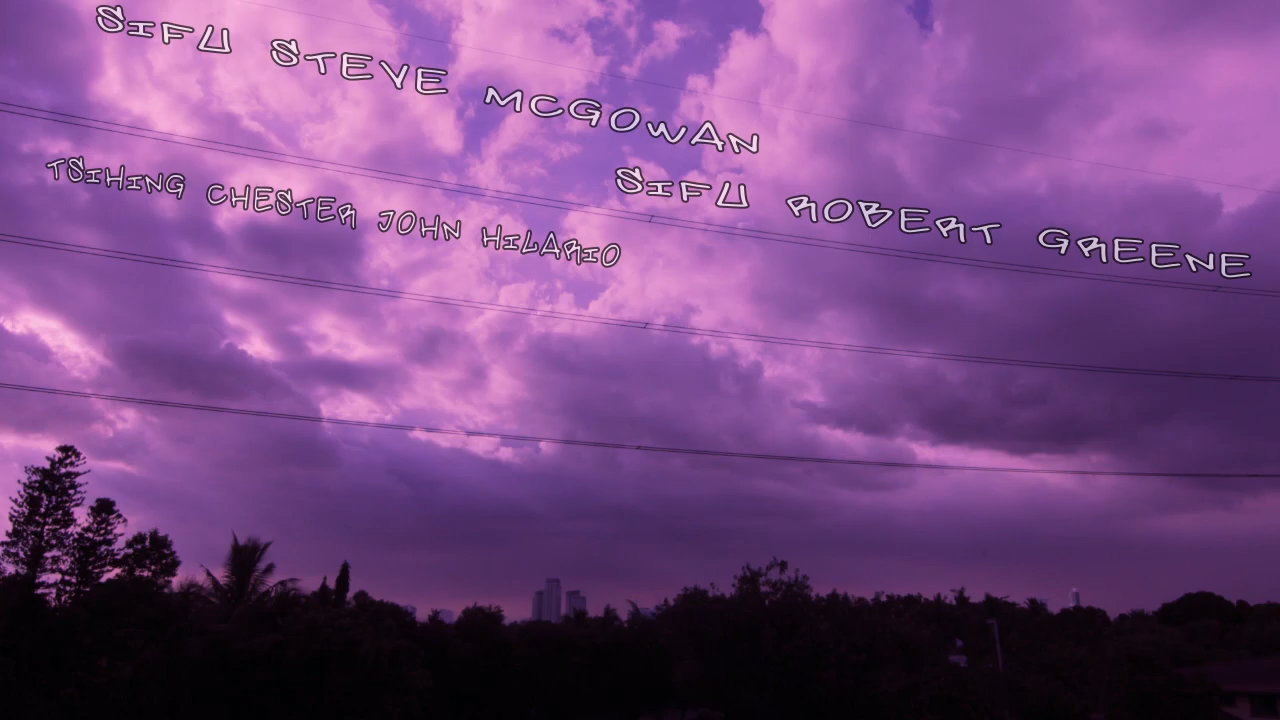 SIFU STEVE MCGOWAN
TSIHING CHESTER JOHN HILARIO
SIFU ROBERT GREENE